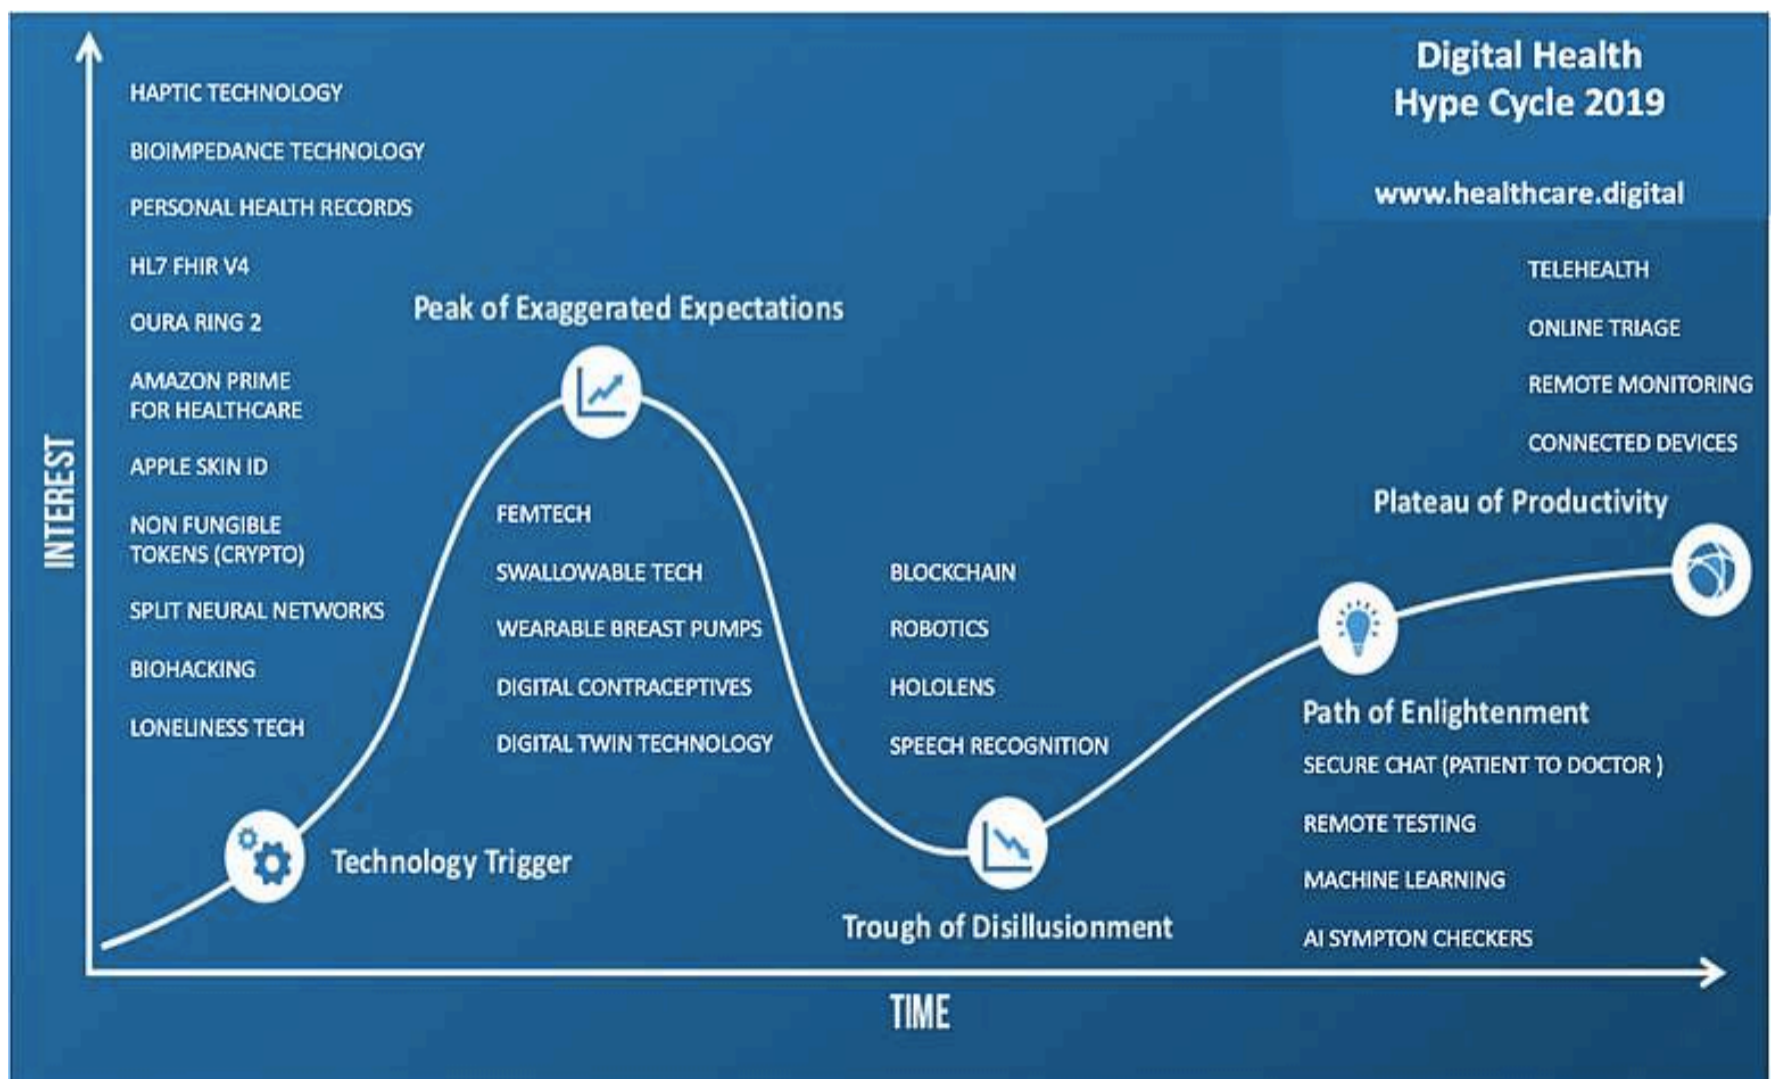 Digital Health
Hype Cycle 2019
www.healthcare.digital
INTEREST
HAPTIC TECHNOLOGY
BIOIMPEDANCE TECHNOLOGY
PERSONAL HEALTH RECORDS
HL7 FHIR V4
OURA RING 2
AMAZON PRIME
FOR HEALTHCARE
APPLE SKIN ID
NON FUNGIBLE
TOKENS (CRYPTO)
SPLIT NEURAL NETWORKS
BIOHACKING
LONELINESS TECH
Technology Trigger
Peak of Exaggerated Expectations
FEMTECH
SWALLOWABLE TECH
WEARABLE BREAST PUMPS
DIGITAL CONTRACEPTIVES
DIGITAL TWIN TECHNOLOGY
BLOCKCHAIN
ROBOTICS
HOLOLENS
SPEECH RECOGNITION
Trough of Disillusionment
TELEHEALTH
ONLINE TRIAGE
REMOTE MONITORING
CONNECTED DEVICES
Plateau of Productivity
Path of Enlightenment
SECURE CHAT (PATIENT TO DOCTOR )
REMOTE TESTING
MACHINE LEARNING
AI SYMPTON CHECKERS
TIME